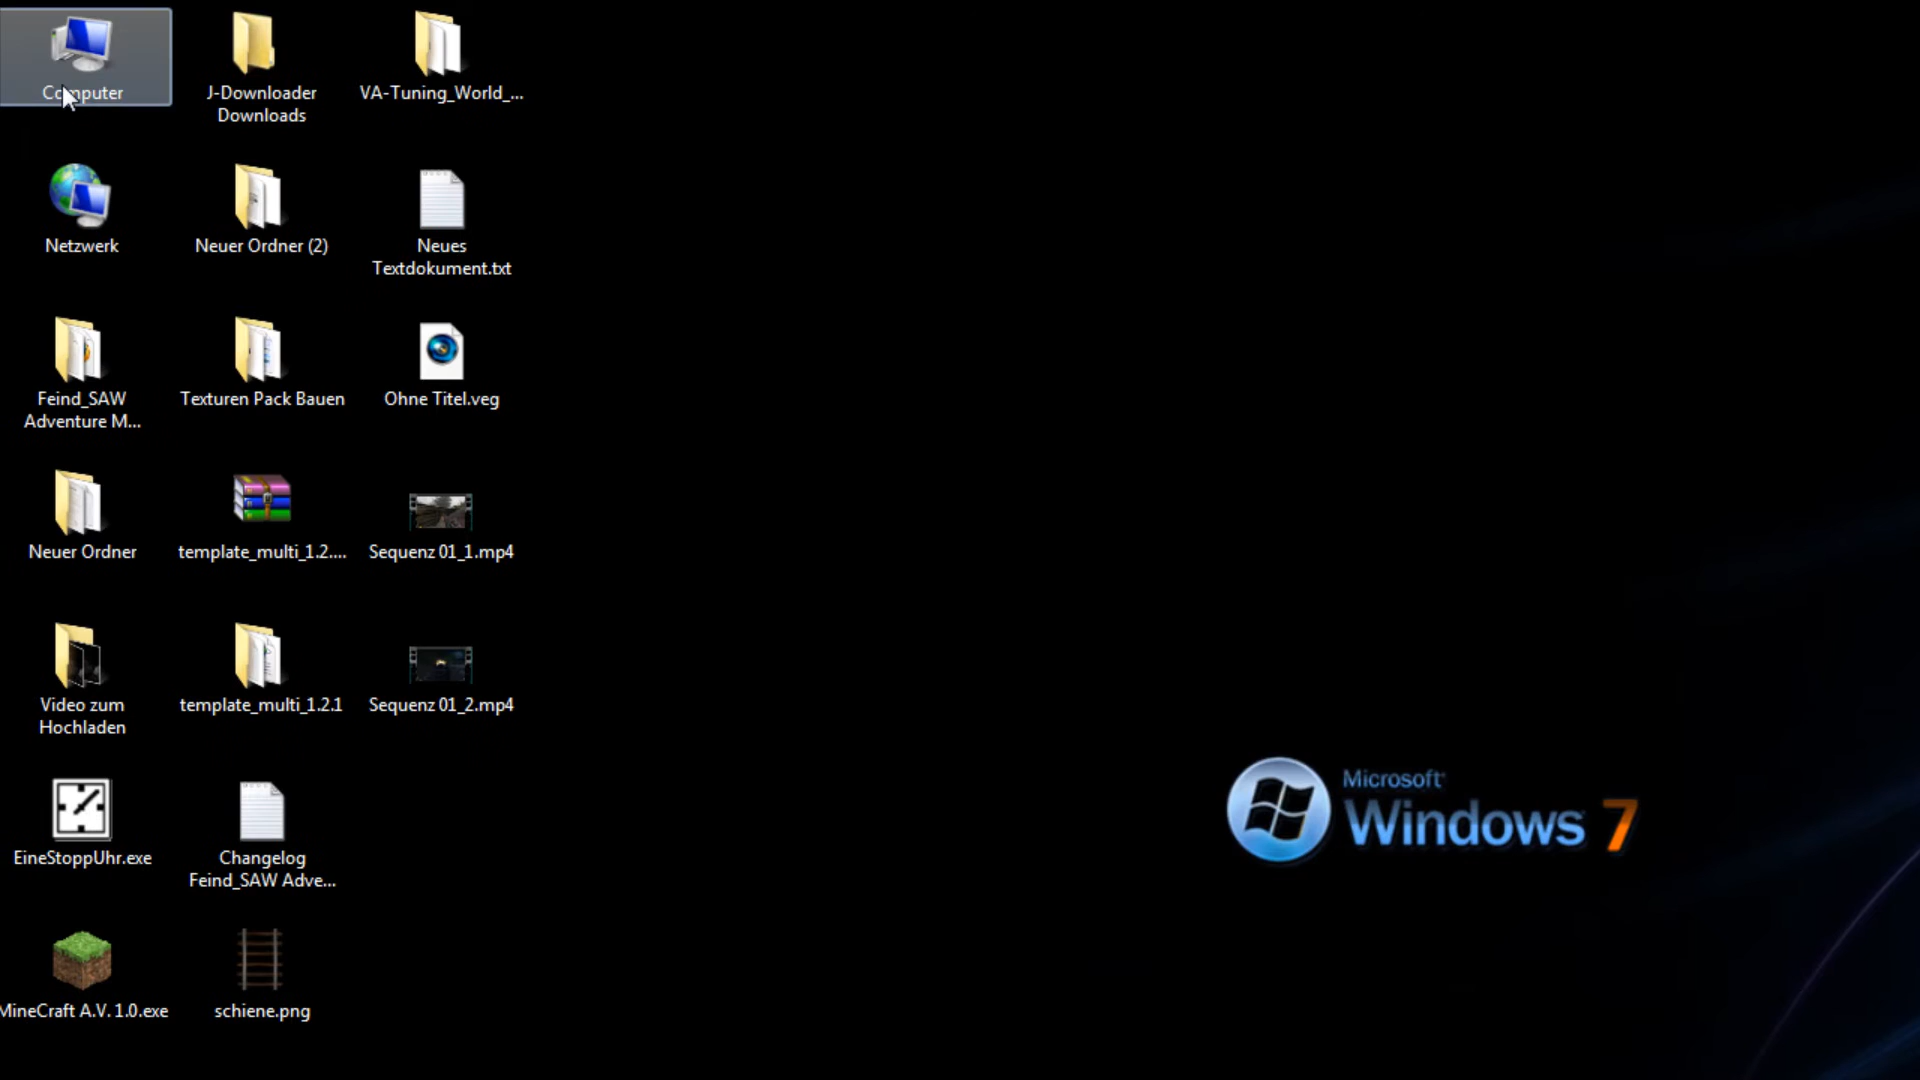 Computer
J-Downloader
Downloads
VA-Tuning_World_...
Netzwerk
Neuer Ordner (2)
Neues
Textdokument.txt
Feind_SAW
Adventure M...
Texturen Pack Bauen
Ohne Titel.veg
Neuer Ordner
template_multi_1.2....
Sequenz 01_1.mp4
Video zum
Hochladen
template_multi_1.2.1
Sequenz 01_2.mp4
EineStoppUhr.exe
Changelog
Feind_SAW Adve...
MineCraft A.V. 1.0.exe
schiene.png
Microsoft
Windows 7